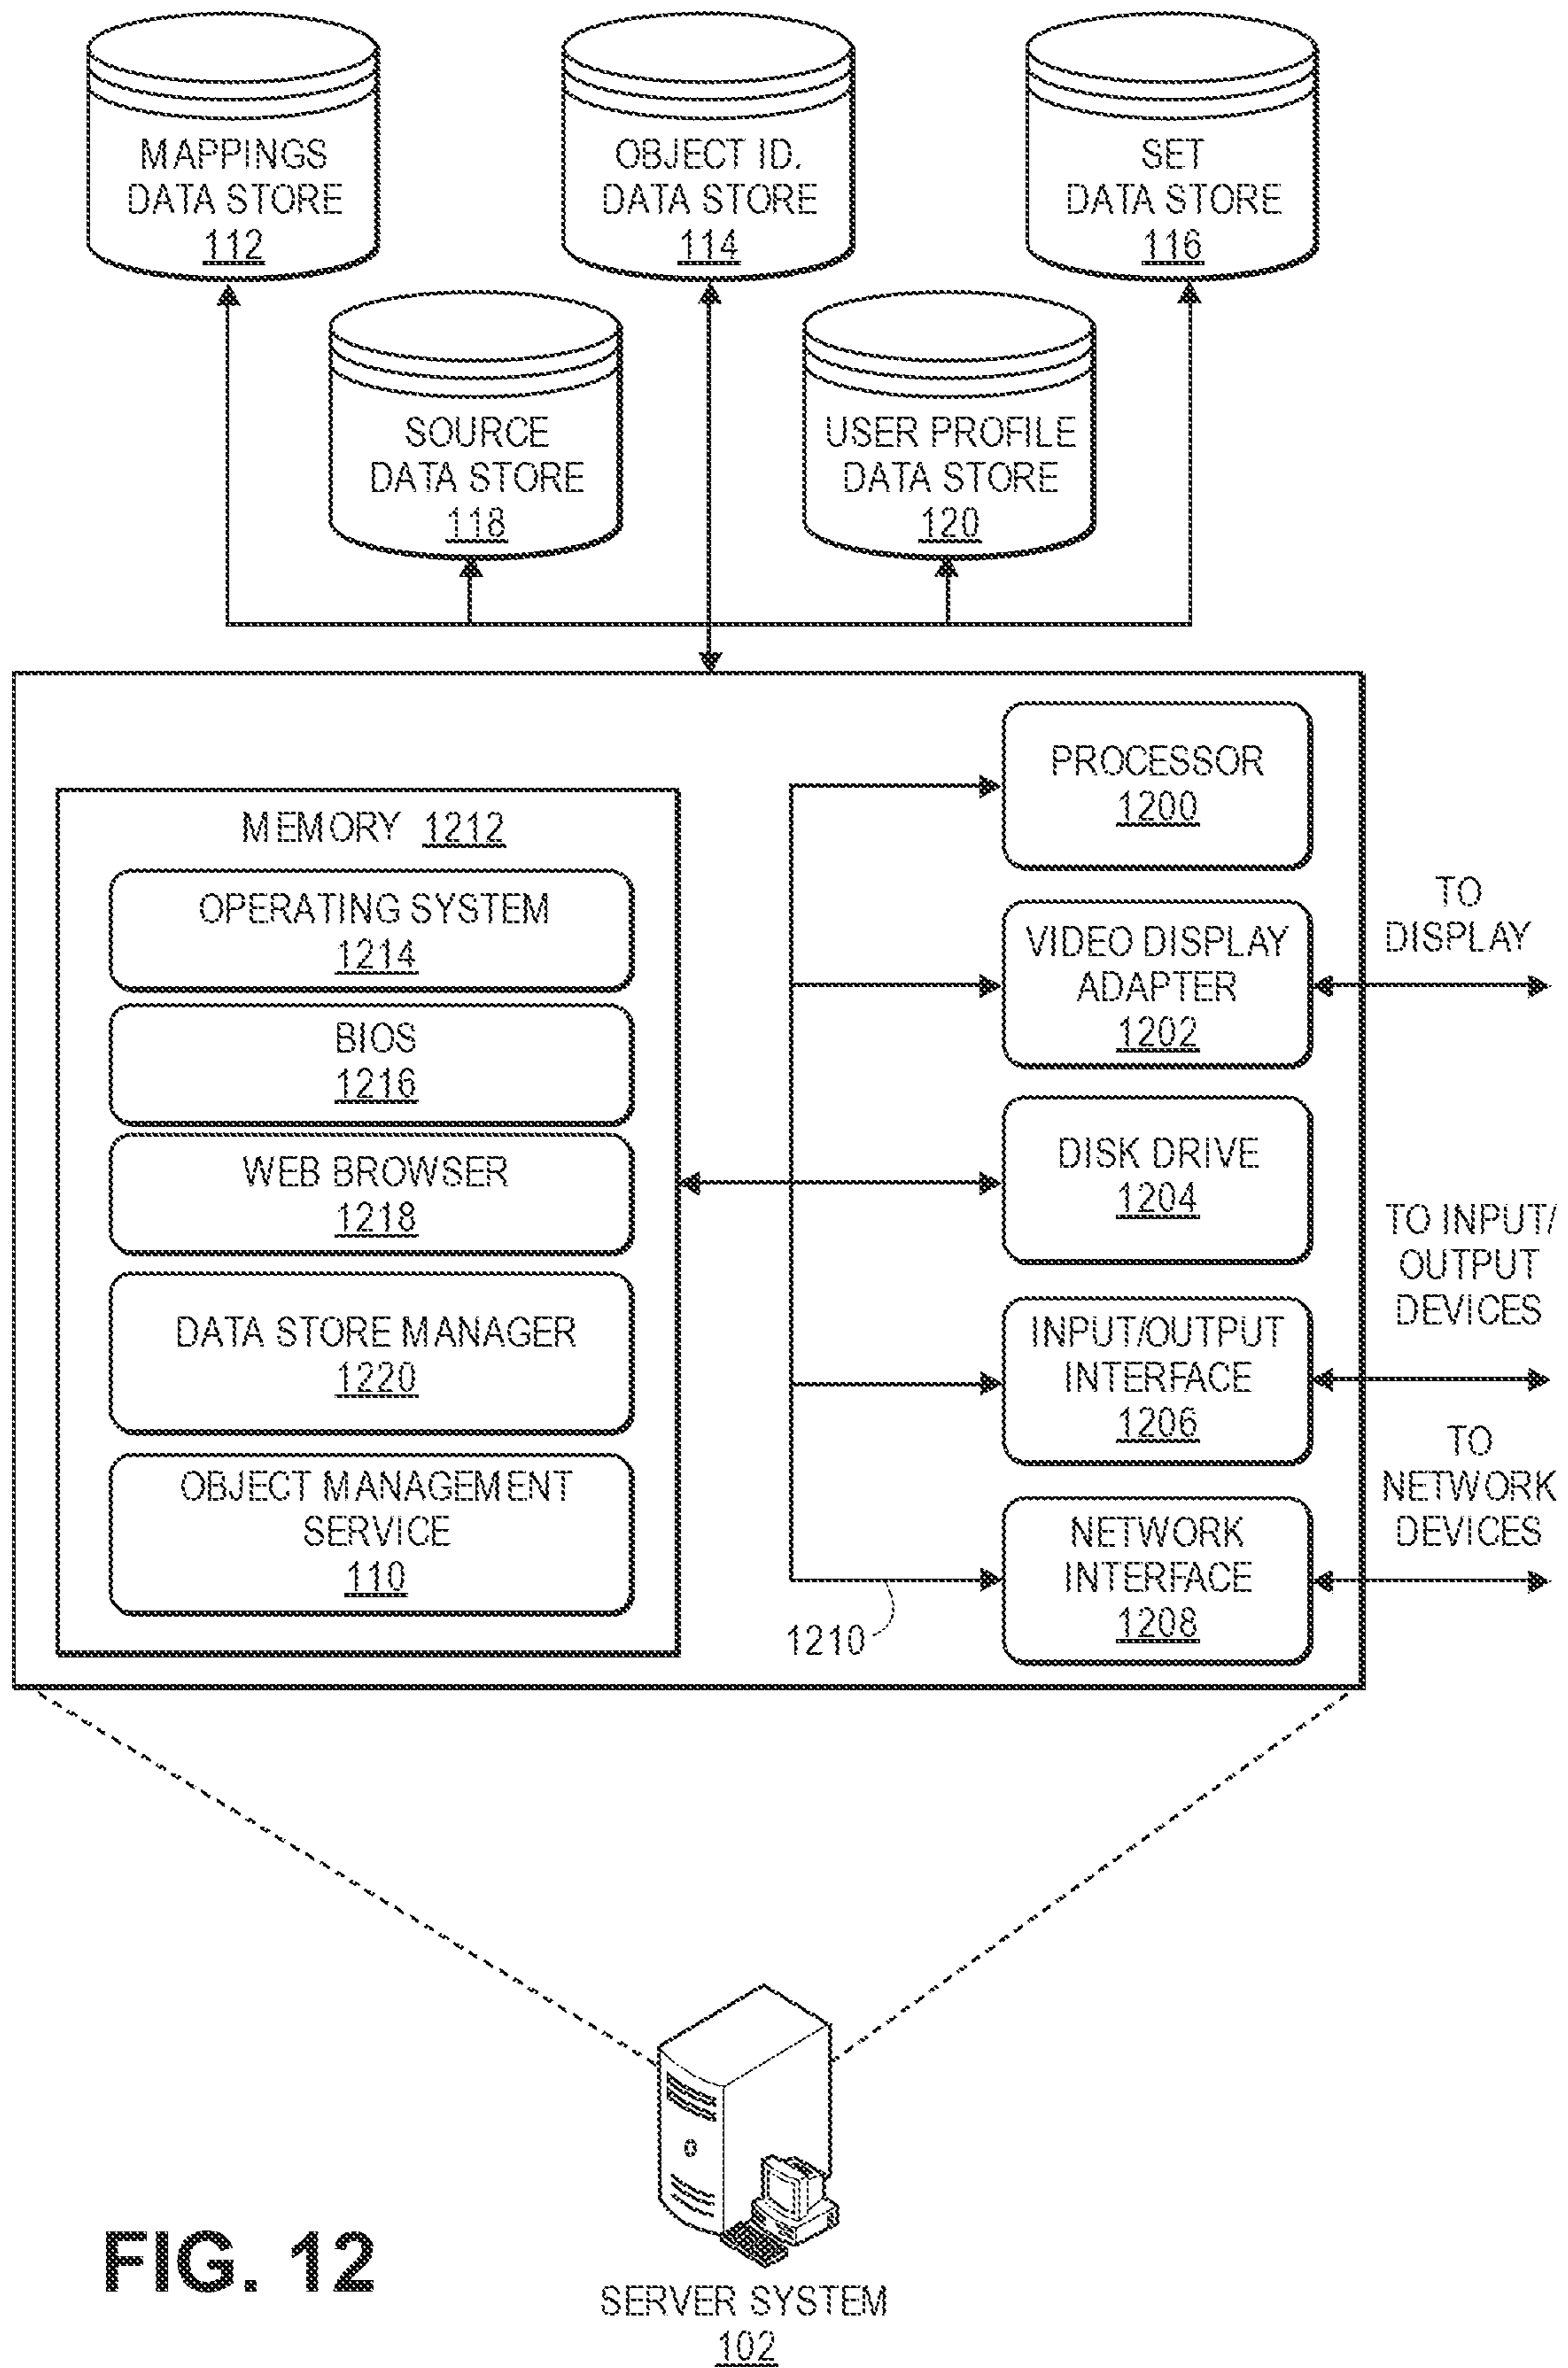 MAPPINGS
DATA STORE
112
OBJECT ID.
DATA STORE
114
SET
DATA STORE
116
SOURCE
DATA STORE
118
USER PROFILE
DATA STORE
120
MEMORY 1212
OPERATING SYSTEM
1214
BIOS
1216
WEB BROWSER
1218
DATA STORE MANAGER
1220
OBJECT MANAGEMENT
SERVICE
110
PROCESSOR
1200
VIDEO DISPLAY
ADAPTER
1202
DISK DRIVE
1204
INPUT/OUTPUT
INTERFACE
1206
NETWORK
INTERFACE
1208
1210
TO
DISPLAY
TO INPUT/
OUTPUT
DEVICES
TO
NETWORK
DEVICES
FIG. 12
SERVER SYSTEM
102